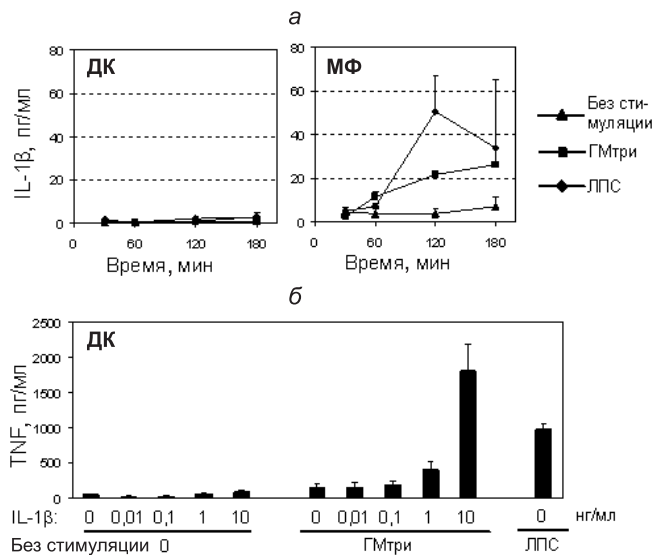 а
ДК
МФ
IL-1β, пг/мл
80
60
40
20
0
0 60 120 180
Время, мин
80
60
40
20
0
0 60 120 180
Время, мин
Без сти-
муляции
ГМтри
ЛПС
б
ДК
TNF, пг/мл
2500
2000
1500
1000
500
0
IL-1β: 0 0,01 0,1 1 10 0 0,01 0,1 1 10 0 нг/мл
Без стимуляции 0 ГМтри ЛПС